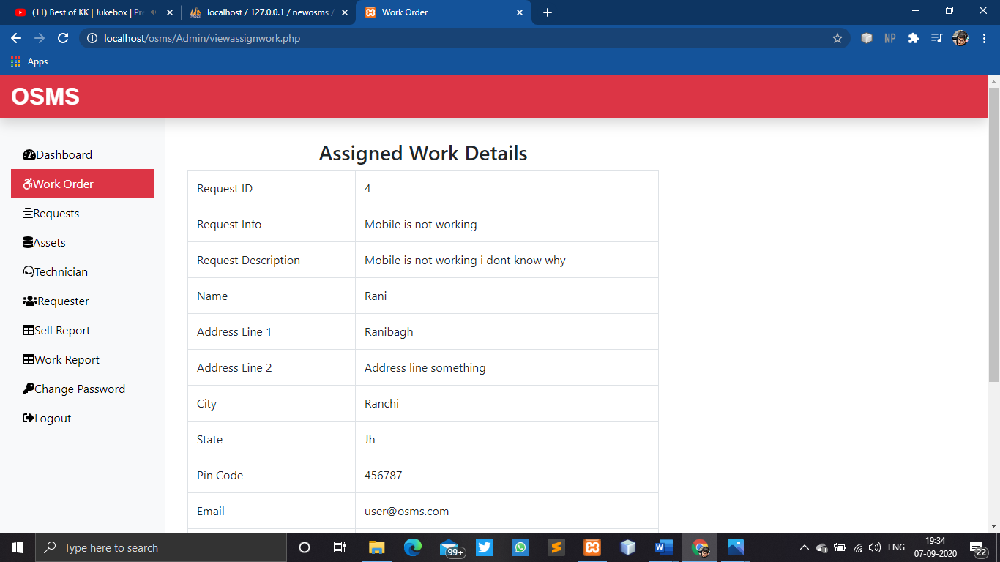 (11) Best of KK | Jukebox | Pr
localhost / 127.0.0.1 / newosms /
Work Order
localhost/osms/Admin/viewassignwork.php
NP
Apps
OSMS
Dashboard
Work Order
Requests
Assets
Technician
Requester
Sell Report
Work Report
Change Password
Logout
Assigned Work Details
Request ID 4
Request Info Mobile is not working
Request Description Mobile is not working i dont know why
Name Rani
Address Line 1 Ranibagh
Address Line 2 Address line something
City Ranchi
State Jh
Pin Code 456787
Email user@osms.com
Type here to search
99+
ENG
19:34
07-09-2020
22